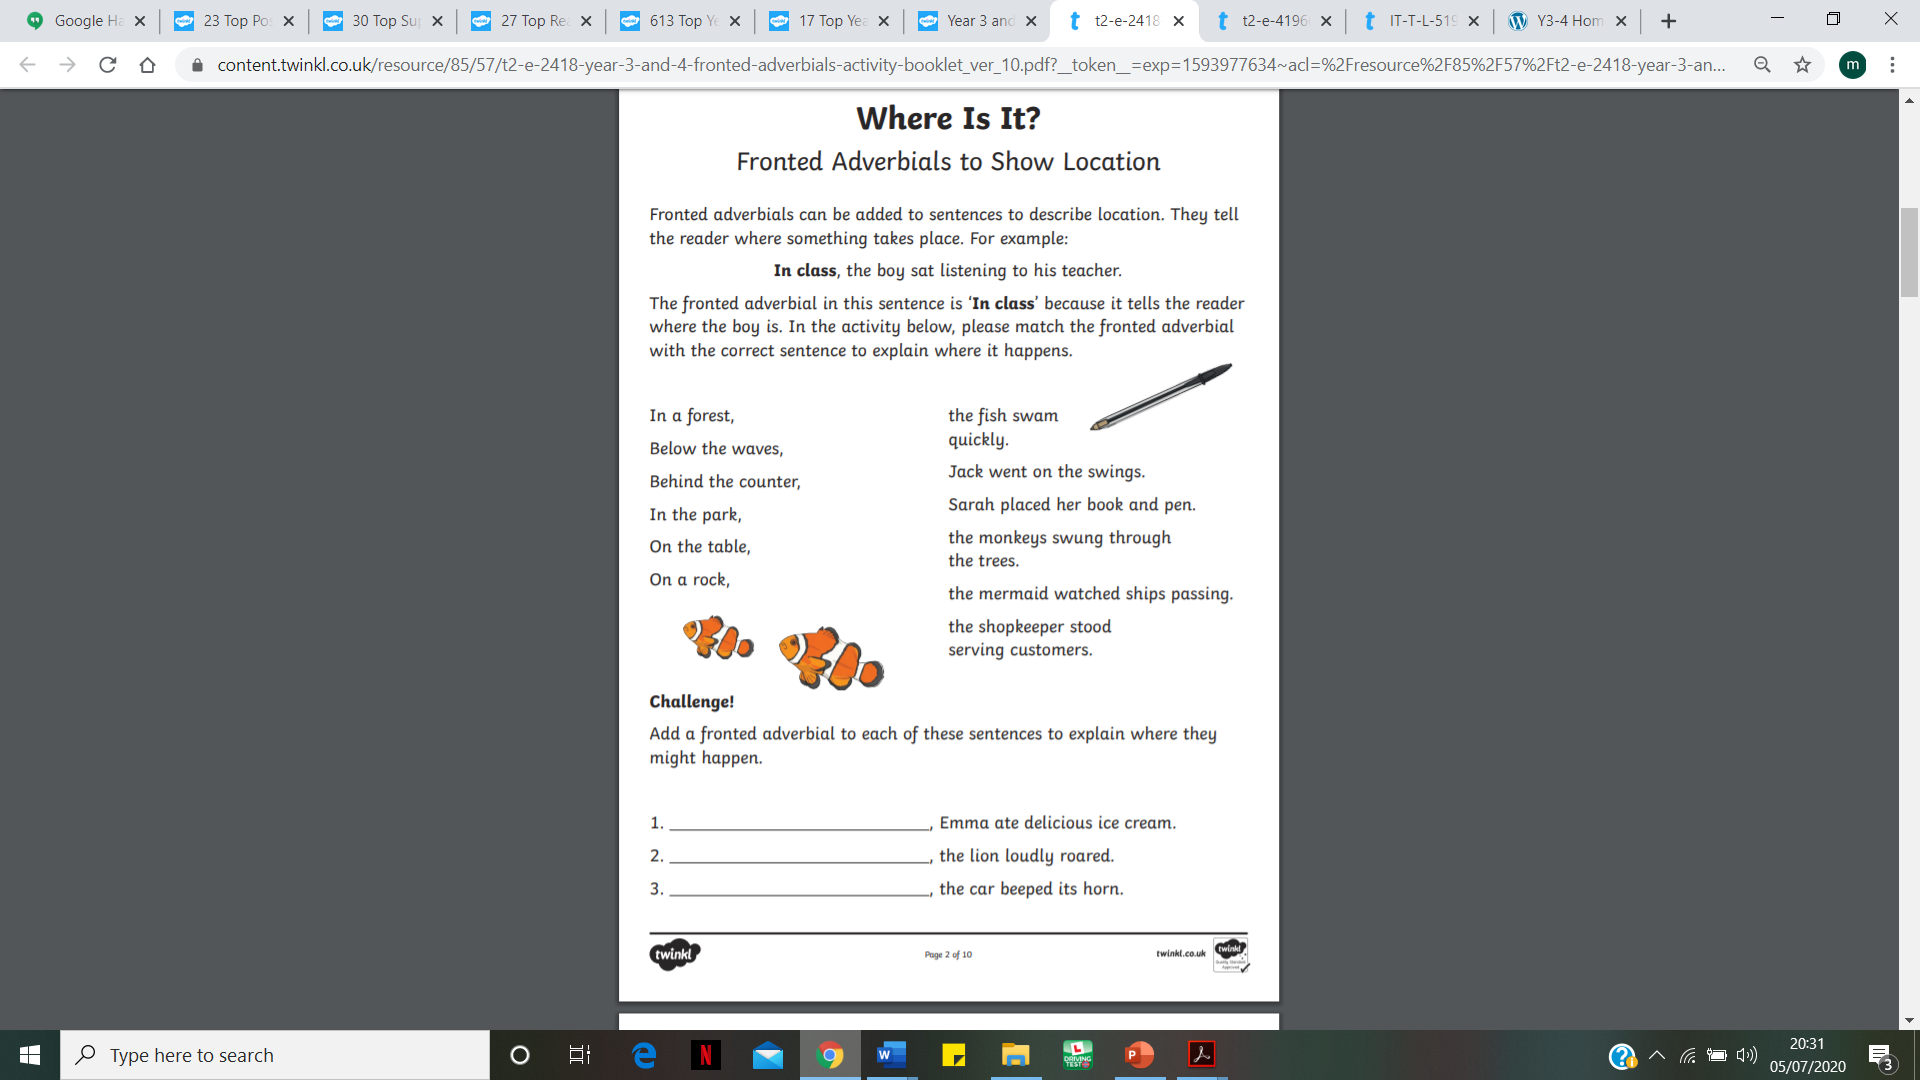 Google Ha
23 Top Po
30 Top Su
27 Top Re
613 Top Ye
17 Top Yea
Year 3 and
t2-e-2418
t2-e-4196
IT-T-L-519
Y3-4 Hom
content.twinkl.co.uk/resource/85/57/t2-e-2418-year-3-and-4-fronted-adverbials-activity-booklet_ver_10.pdf?__token__=exp=1593977634~acl=%2Fresource%2F85%2F57%2Ft2-e-2418-year-3-an...
m
Where Is It?
Fronted Adverbials to Show Location
Fronted adverbials can be added to sentences to describe location. They tell
the reader where something takes place. For example:
In class, the boy sat listening to his teacher.
The fronted adverbial in this sentence is ‘In class’ because it tells the reader
where the boy is. In the activity below, please match the fronted adverbial
with the correct sentence to explain where it happens.
In a forest,
Below the waves,
Behind the counter,
In the park,
On the table,
On a rock,
the fish swam
quickly.
Jack went on the swings.
Sarah placed her book and pen.
the monkeys swung through
the trees.
the mermaid watched ships passing.
the shopkeeper stood
serving customers.
Challenge!
Add a fronted adverbial to each of these sentences to explain where they
might happen.
1. __________________________, Emma ate delicious ice cream.
2. __________________________, the lion loudly roared.
3. __________________________, the car beeped its horn.
twinkl
Page 2 of 10
twinkl.co.uk
twinkl
Quality Standard
Approved
Type here to search
N
L
DRIVING
TEST
20:31
05/07/2020
3